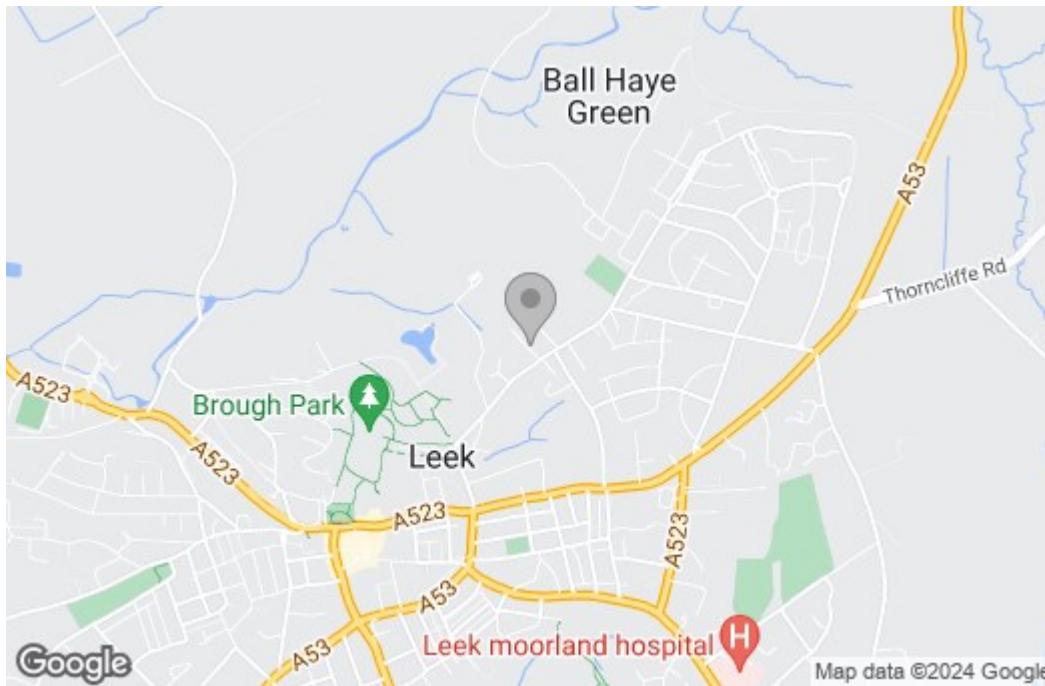 Ball Haye
Green
A53
Thorncliffe Rd
A523
Brough Park
Leek
A523
A523
A523
A53
A53
Leek moorland hospital
H
Google
Map data ©2024 Google